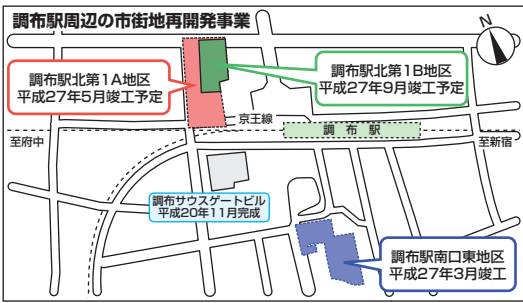 調布駅周辺の市街地再開発事業
N
調布駅北第1A地区
平成27年5月竣工予定
調布駅北第1B地区
平成27年9月竣工予定
京王線
調布駅
至府中
至新宿
調布サウスゲートビル
平成20年11月完成
調布駅南口東地区
平成27年3月竣工